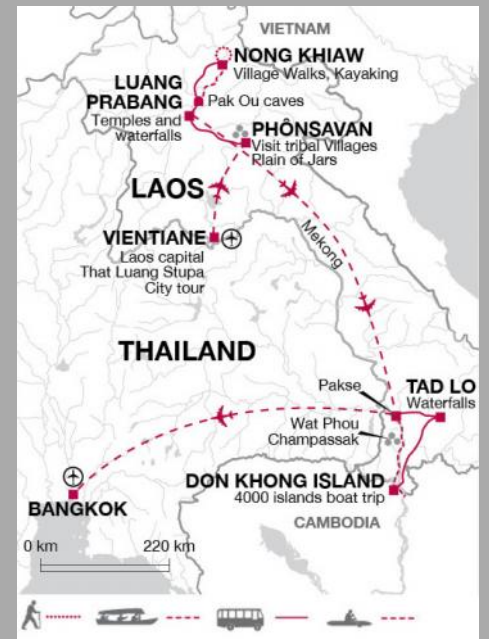 VIETNAM
NONG KHIAW
Village Walks, Kayaking
LUANG
PRABANG
Pak Ou caves
Temples and
waterfalls
PHÔNSAVAN
Visit tribal Villages
Plain of Jars
LAOS
VIENTIANE
Laos capital
That Luang Stupa
City tour
Mekong
THAILAND
Pakse
TAD LO
Waterfalls
Wat Phou
Champassak
DON KHONG ISLAND
4000 islands boat trip
BANGKOK
CAMBODIA
0 km
220 km